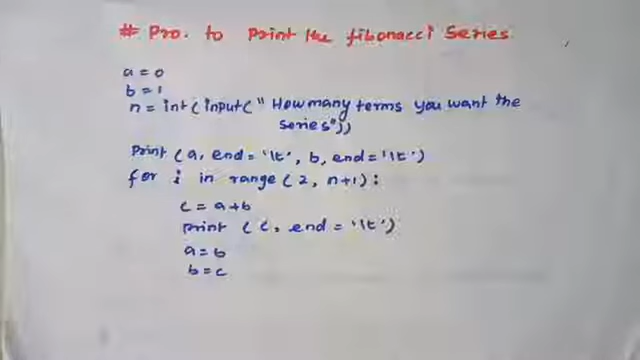 # Pro. to Print the fibonacci Series
a = 0
b = 1
n = int(input(" How many terms you want the
series"))
Print (a, end = '\t', b, end = '\t')
for i in range (2, n+1):
c = a+b
print (c, end = '\t')
a = b
b = c